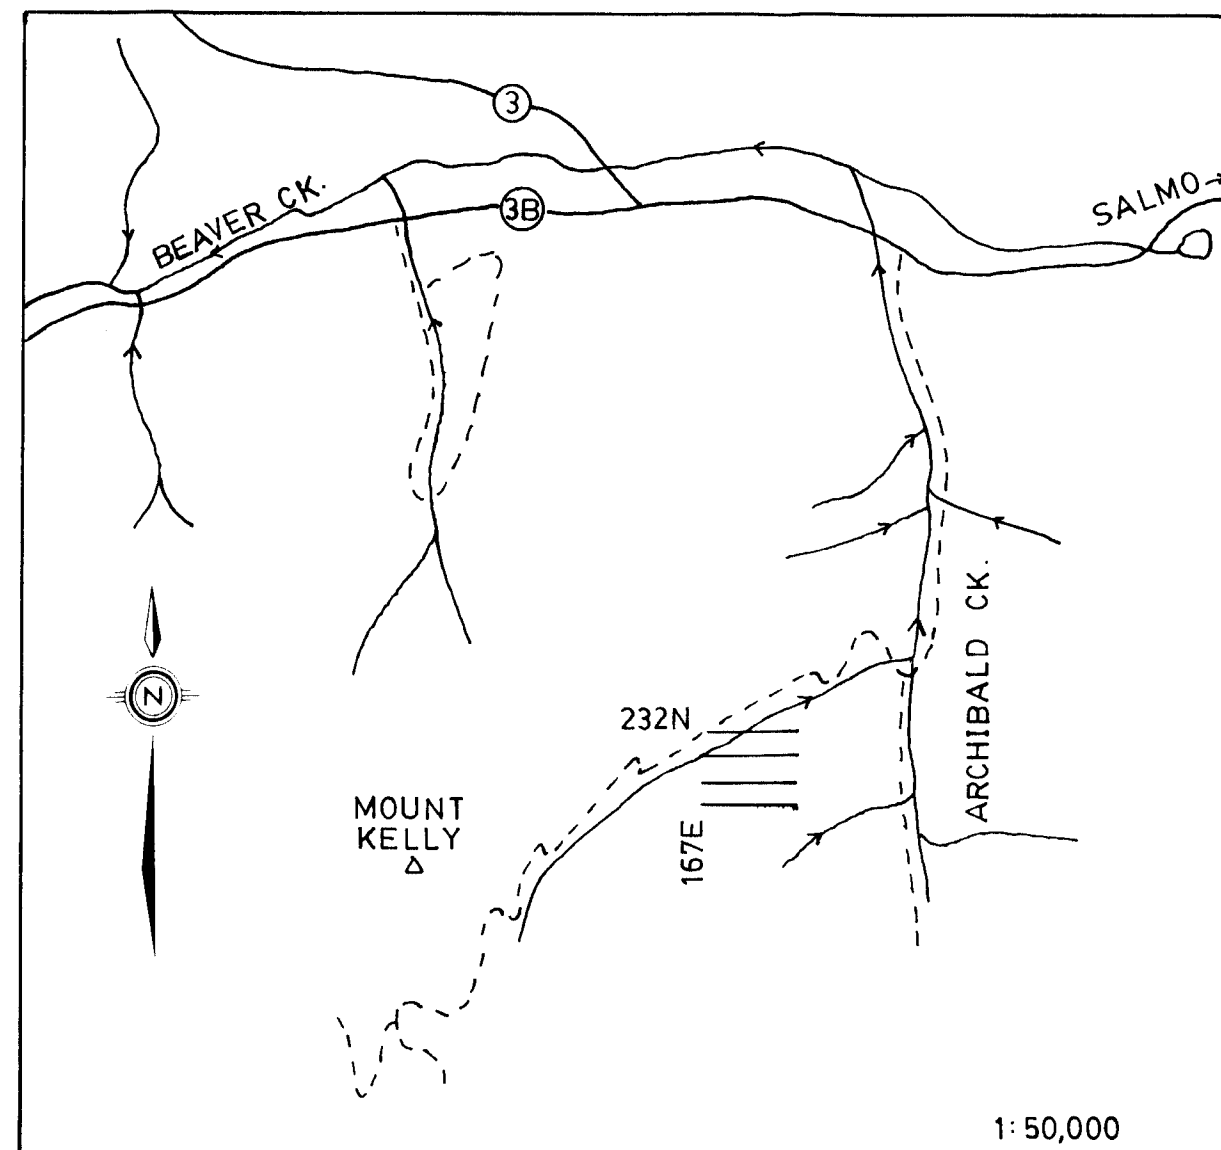 3
SALMO
3B
BEAVER CK.
ARCHIBALD CK.
N
232N
MOUNT
KELLY
167E
1:50,000